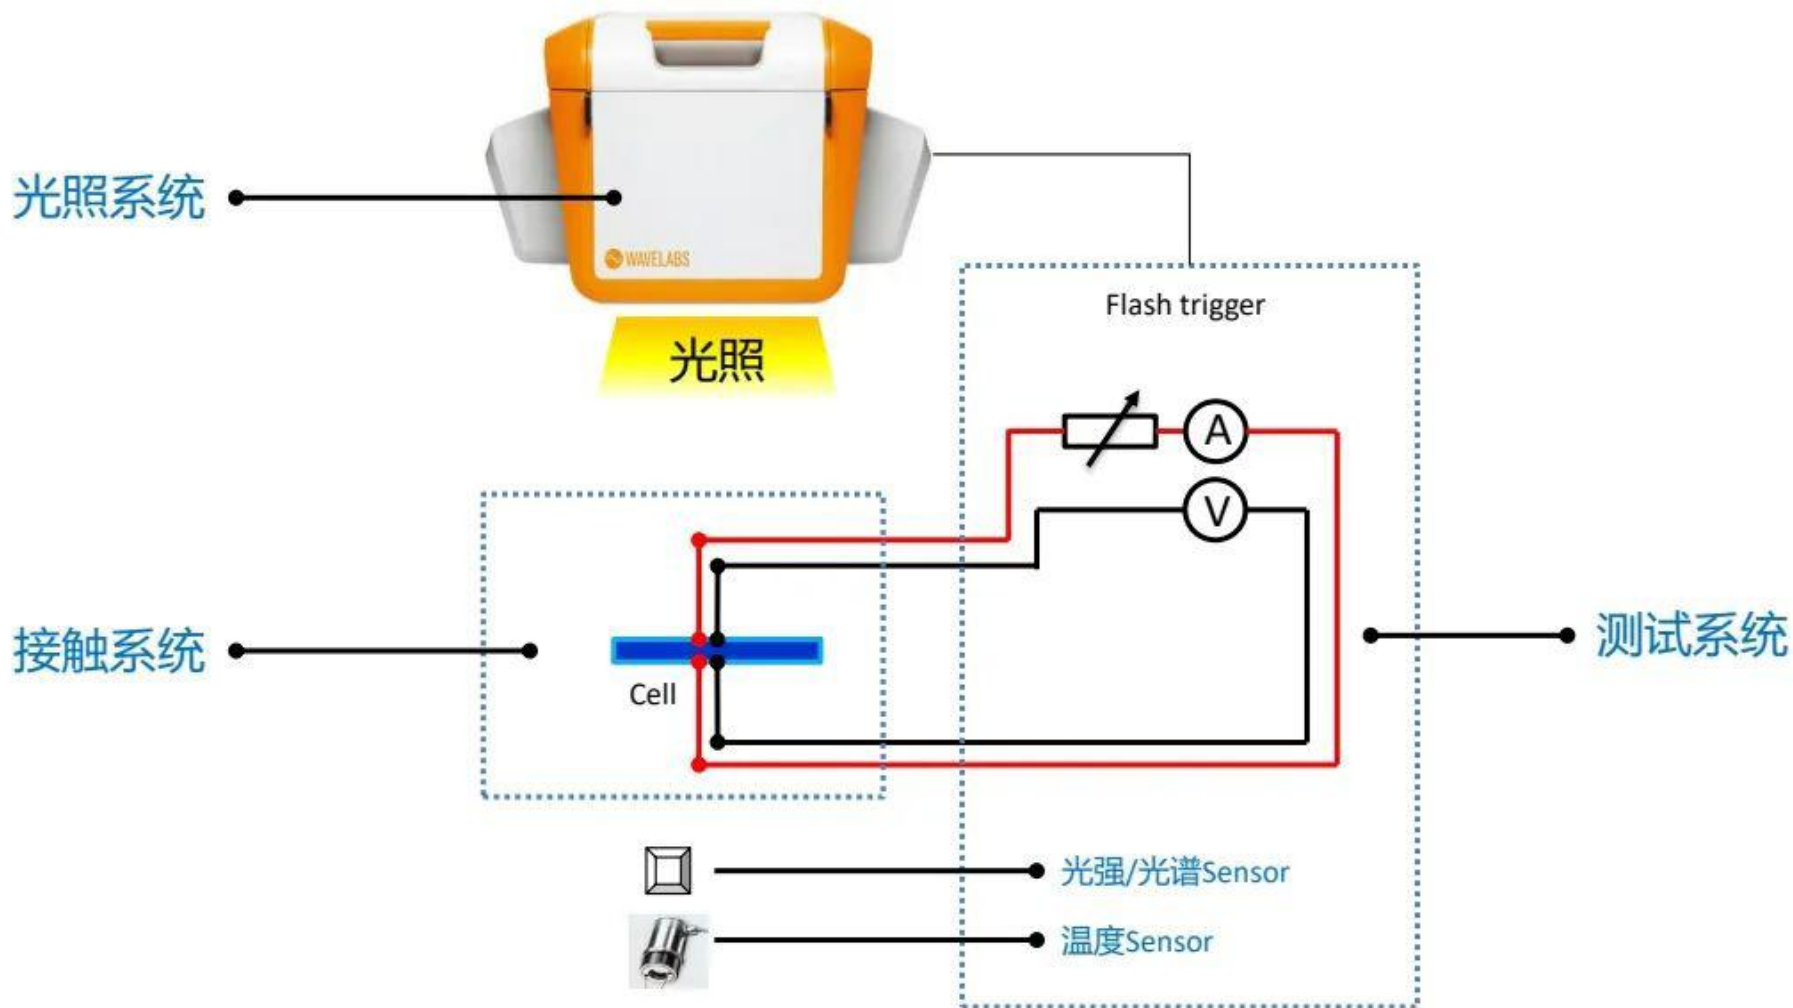 光照系统
WAVELABS
光照
Flash trigger
A
V
接触系统
Cell
测试系统
光强/光谱Sensor
温度Sensor